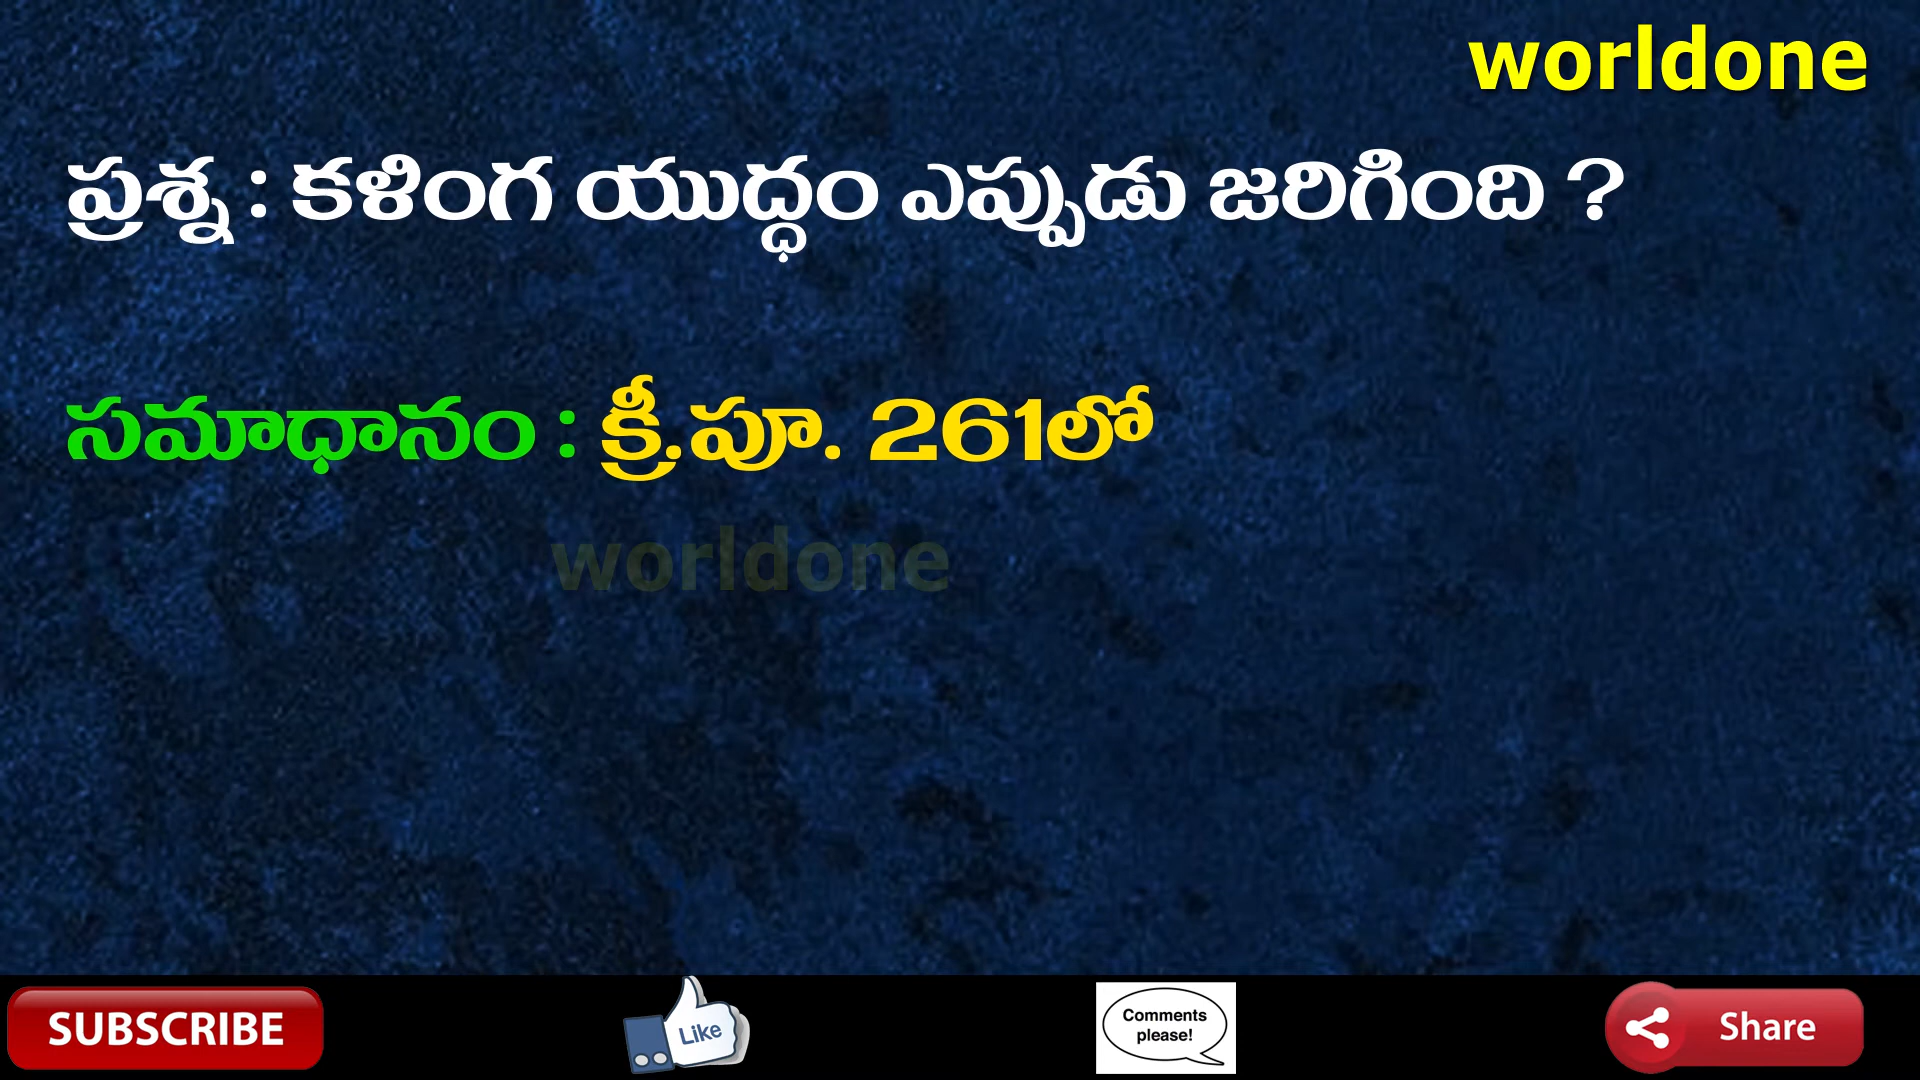 worldone
ప్రశ్న : కళింగ యుద్ధం ఎప్పుడు జరిగింది ?
సమాధానం : క్రీ.పూ. 261లో
worldone
SUBSCRIBE
Like
Comments
please!
Share